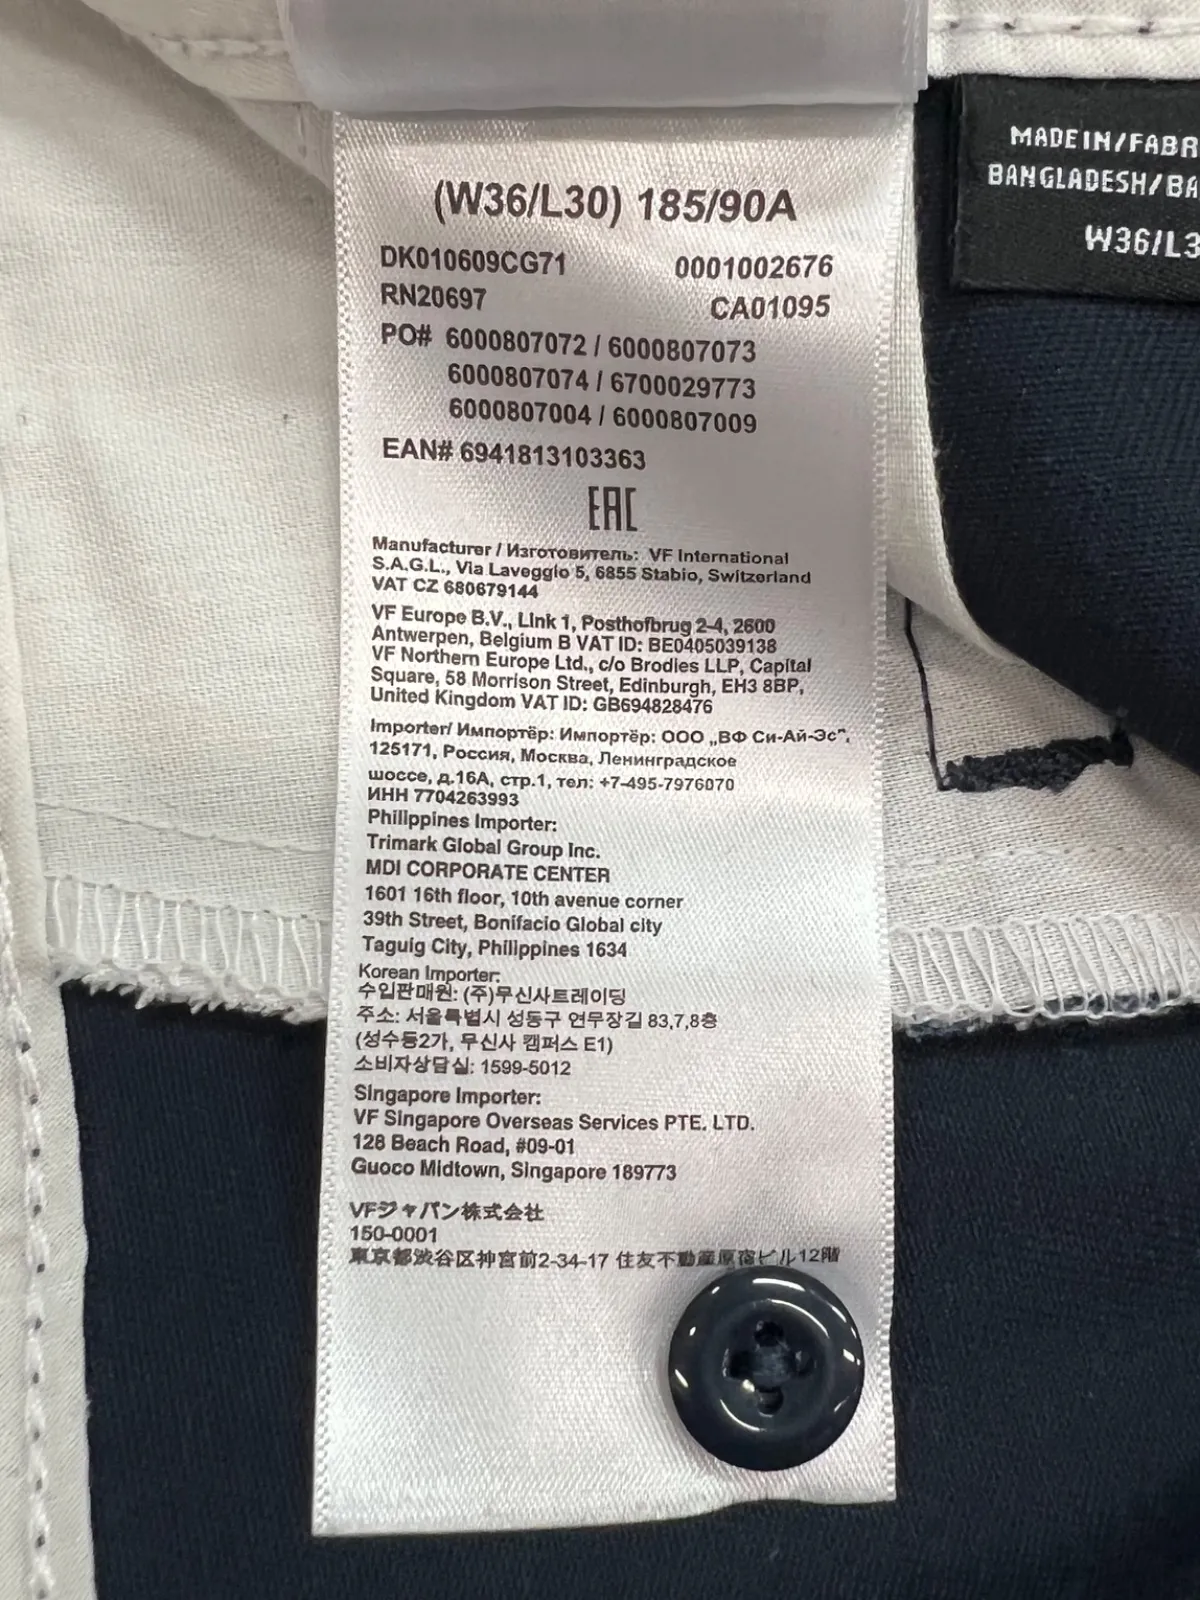 (W36/L30) 185/90A
DK010609CG71 0001002676
RN20697 CA01095
PO# 6000807072 / 6000807073
6000807074 / 6700029773
6000807004 / 6000807009
EAN# 6941813103363
EAC
Manufacturer / Изготовитель: VF International
S.A.G.L., Via Laveggio 5, 6855 Stabio, Switzerland
VAT CZ 680679144
VF Europe B.V., Link 1, Posthofbrug 2-4, 2600
Antwerpen, Belgium B VAT ID: BE0405039138
VF Northern Europe Ltd., c/o Brodies LLP, Capital
Square, 58 Morrison Street, Edinburgh, EH3 8BP,
United Kingdom VAT ID: GB694828476
Importer/ Импортёр: Импортёр: ООО „ВФ Си-Ай-Эс",
125171, Россия, Москва, Ленинградское
шоссе, д.16А, стр.1, тел: +7-495-7976070
ИНН 7704263993
Philippines Importer:
Trimark Global Group Inc.
MDI CORPORATE CENTER
1601 16th floor, 10th avenue corner
39th Street, Bonifacio Global city
Taguig City, Philippines 1634
Korean Importer:
수입판매원: (주)무신사트레이딩
주소: 서울특별시 성동구 연무장길 83,7,8층
(성수동2가, 무신사 캠퍼스 E1)
소비자상담실: 1599-5012
Singapore Importer:
VF Singapore Overseas Services PTE. LTD.
128 Beach Road, #09-01
Guoco Midtown, Singapore 189773
VFジャパン株式会社
150-0001
東京都渋谷区神宮前2-34-17 住友不動産原宿ビル12階
MADE IN/FABR
BANGLADESH/BA
W36/L3